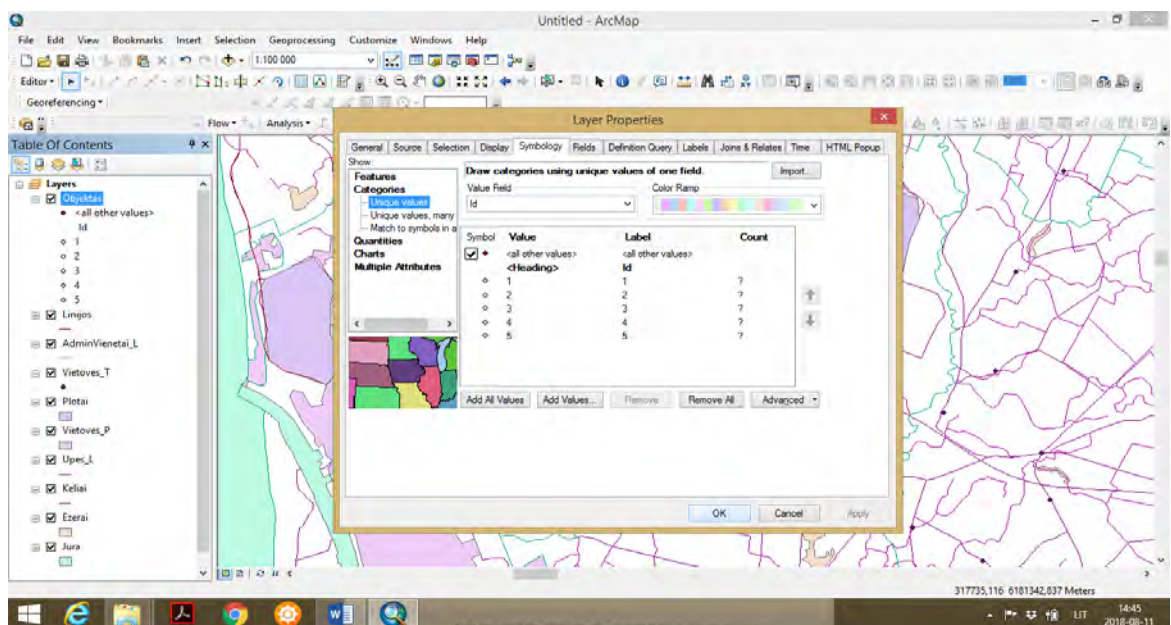 Untitled - ArcMap
File Edit View Bookmarks Insert Selection Geoprocessing Customize Windows Help
1:100 000
Editor
Georeferencing
Flow Analysis
Table Of Contents
Layers
Objektas
<all other values>
Id
1
2
3
4
5
Linijos
AdminVienetai_L
Vietoves_T
Plotai
Vietoves_P
Upes_L
Keliai
Ezerai
Jura
Layer Properties
General Source Selection Display Symbology Fields Definition Query Labels Joins & Relates Time HTML Popup
Show:
Features
Categories
Unique values
Unique values, many
Match to symbols in a
Quantities
Charts
Multiple Attributes
Draw categories using unique values of one field.
Import...
Value Field
Color Ramp
Id
Symbol Value Label Count
<all other values> <all other values>
<Heading> Id
1 1 ?
2 2 ?
3 3 ?
4 4 ?
5 5 ?
Add All Values Add Values... Remove Remove All Advanced
OK Cancel Apply
317735,116 6181342,837 Meters
LIT
14:45
2018-08-11